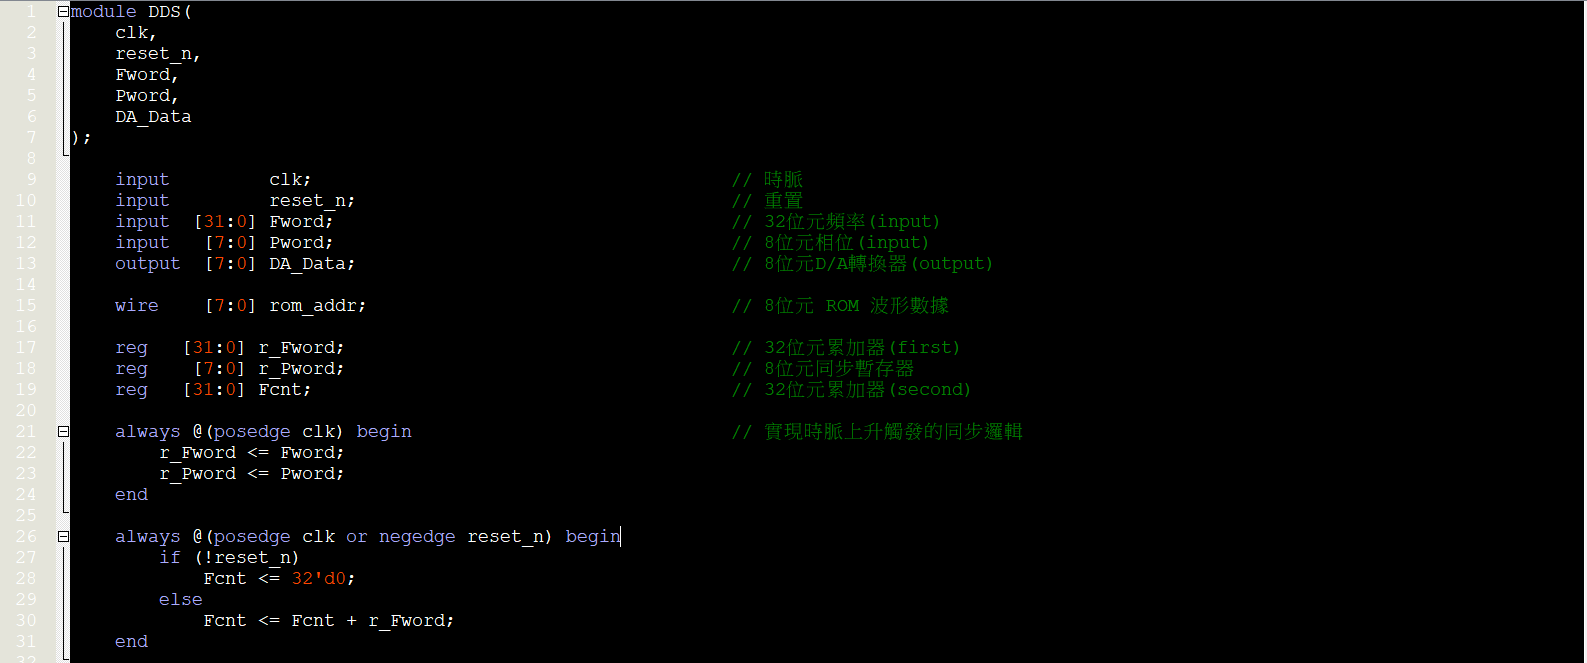 1 module DDS(
2 clk,
3 reset_n,
4 Fword,
5 Pword,
6 DA_Data
7 );
8
9 input clk; // 時脈
10 input reset_n; // 重置
11 input [31:0] Fword; // 32位元頻率(input)
12 input [7:0] Pword; // 8位元相位(input)
13 output [7:0] DA_Data; // 8位元D/A轉換器(output)
14
15 wire [7:0] rom_addr; // 8位元 ROM 波形數據
16
17 reg [31:0] r_Fword; // 32位元累加器(first)
18 reg [7:0] r_Pword; // 8位元同步暫存器
19 reg [31:0] Fcnt; // 32位元累加器(second)
20
21 always @(posedge clk) begin // 實現時脈上升觸發的同步邏輯
22 r_Fword <= Fword;
23 r_Pword <= Pword;
24 end
25
26 always @(posedge clk or negedge reset_n) begin
27 if (!reset_n)
28 Fcnt <= 32'd0;
29 else
30 Fcnt <= Fcnt + r_Fword;
31 end
32